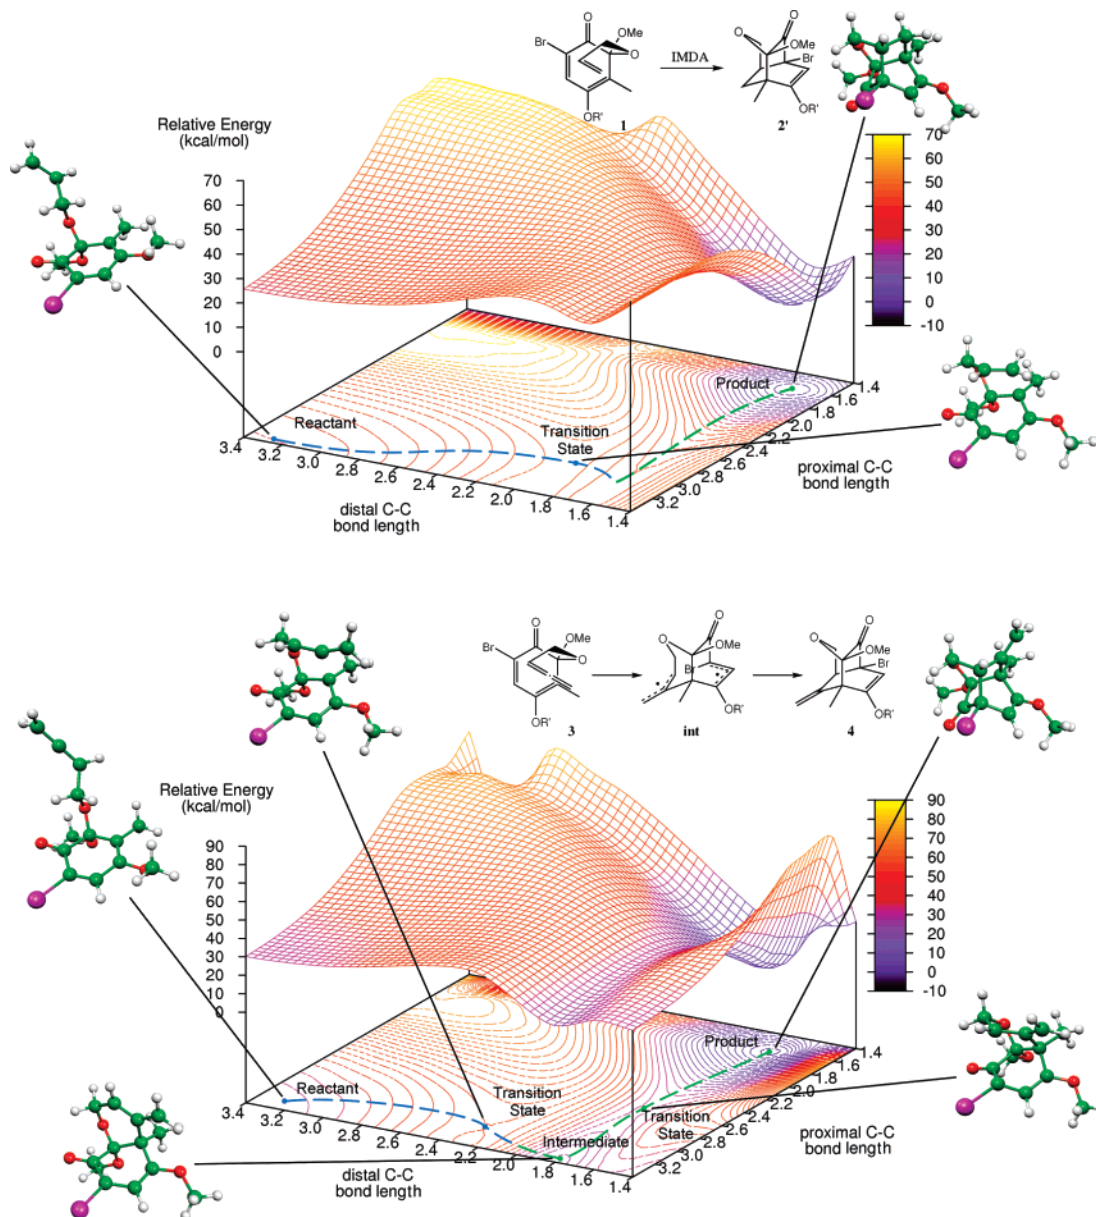 O
OMe
Br
O
OR'
1
IMDA
O
O
OMe
Br
OR'
2'
Relative Energy
(kcal/mol)
70
60
50
40
30
20
10
0
70
60
50
40
30
20
10
0
-10
Reactant
Transition
State
Product
3.4
3.2
3.0
2.8
2.6
2.4
2.2
2.0
1.8
1.6
1.4
distal C-C
bond length
3.2
3.0
2.8
2.6
2.4
2.2
2.0
1.8
1.6
1.4
proximal C-C
bond length
O
OMe
Br
O
OR'
3
O
O
OMe
Br
OR'
int
O
O
OMe
Br
OR'
4
Relative Energy
(kcal/mol)
90
80
70
60
50
40
30
20
10
0
90
80
70
60
50
40
30
20
10
0
-10
Reactant
Transition
State
Intermediate
Transition
State
Product
3.4
3.2
3.0
2.8
2.6
2.4
2.2
2.0
1.8
1.6
1.4
distal C-C
bond length
3.2
3.0
2.8
2.6
2.4
2.2
2.0
1.8
1.6
1.4
proximal C-C
bond length